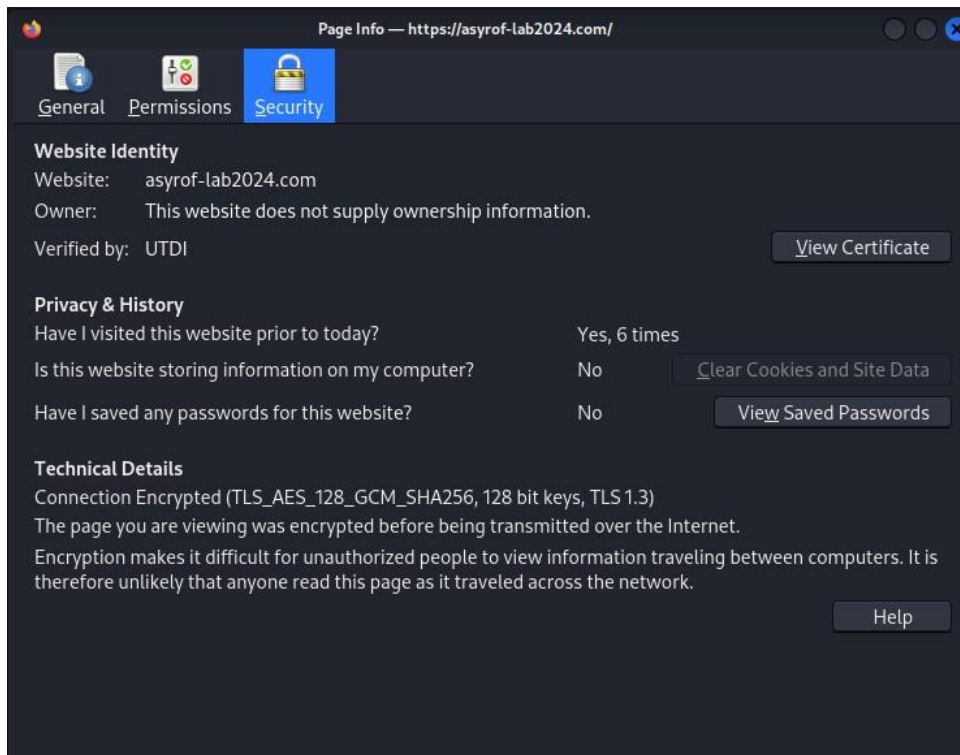 Page Info — https://asyrof-lab2024.com/
General Permissions Security
Website Identity
Website: asyrof-lab2024.com
Owner: This website does not supply ownership information.
Verified by: UTDI View Certificate
Privacy & History
Have I visited this website prior to today? Yes, 6 times
Is this website storing information on my computer? No Clear Cookies and Site Data
Have I saved any passwords for this website? No View Saved Passwords
Technical Details
Connection Encrypted (TLS_AES_128_GCM_SHA256, 128 bit keys, TLS 1.3)
The page you are viewing was encrypted before being transmitted over the Internet.
Encryption makes it difficult for unauthorized people to view information traveling between computers. It is
therefore unlikely that anyone read this page as it traveled across the network.
Help